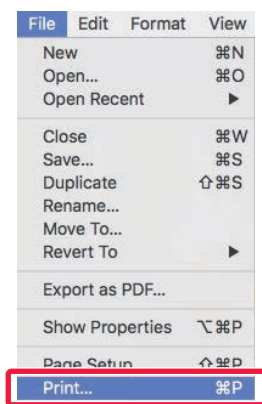 File Edit Format View
New ⌘N
Open... ⌘O
Open Recent ▶
Close ⌘W
Save... ⌘S
Duplicate ⇧⌘S
Rename...
Move To...
Revert To ▶
Export as PDF...
Show Properties ⌥⌘P
Page Setup ⇧⌘P
Print... ⌘P